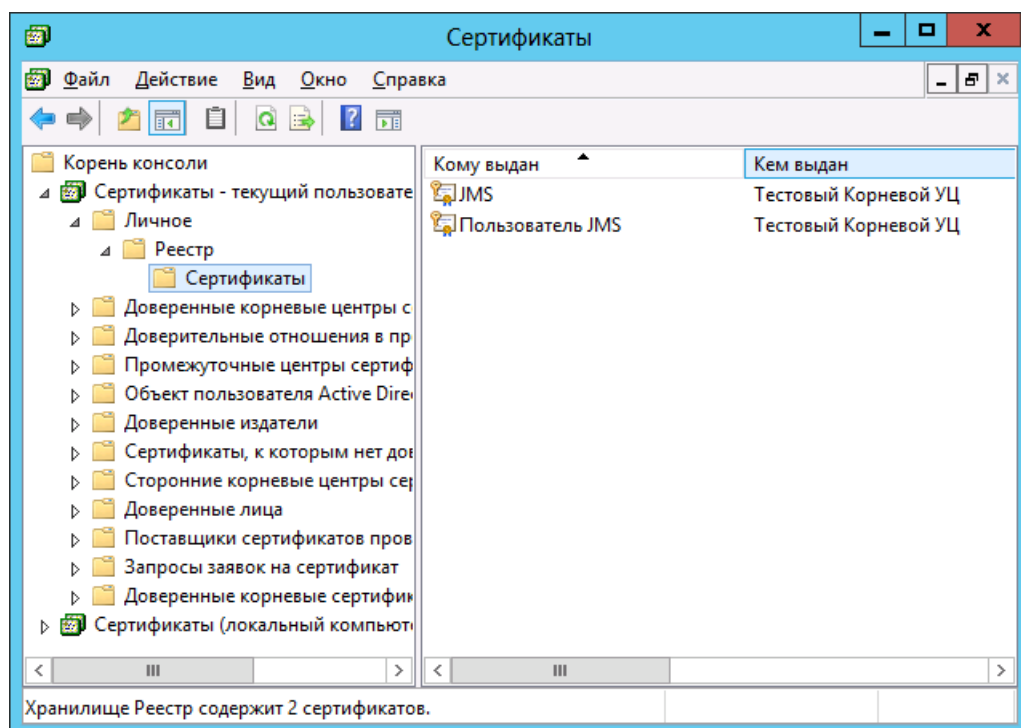 Сертификаты
Файл Действие Вид Окно Справка
Корень консоли
Сертификаты - текущий пользовате
Личное
Реестр
Сертификаты
Доверенные корневые центры с
Доверительные отношения в пр
Промежуточные центры сертиф
Объект пользователя Active Dire
Доверенные издатели
Сертификаты, к которым нет дов
Сторонние корневые центры сер
Доверенные лица
Поставщики сертификатов пров
Запросы заявок на сертификат
Доверенные корневые сертифик
Сертификаты (локальный компьюте
Кому выдан Кем выдан
JMS Тестовый Корневой УЦ
Пользователь JMS Тестовый Корневой УЦ
Хранилище Реестр содержит 2 сертификатов.